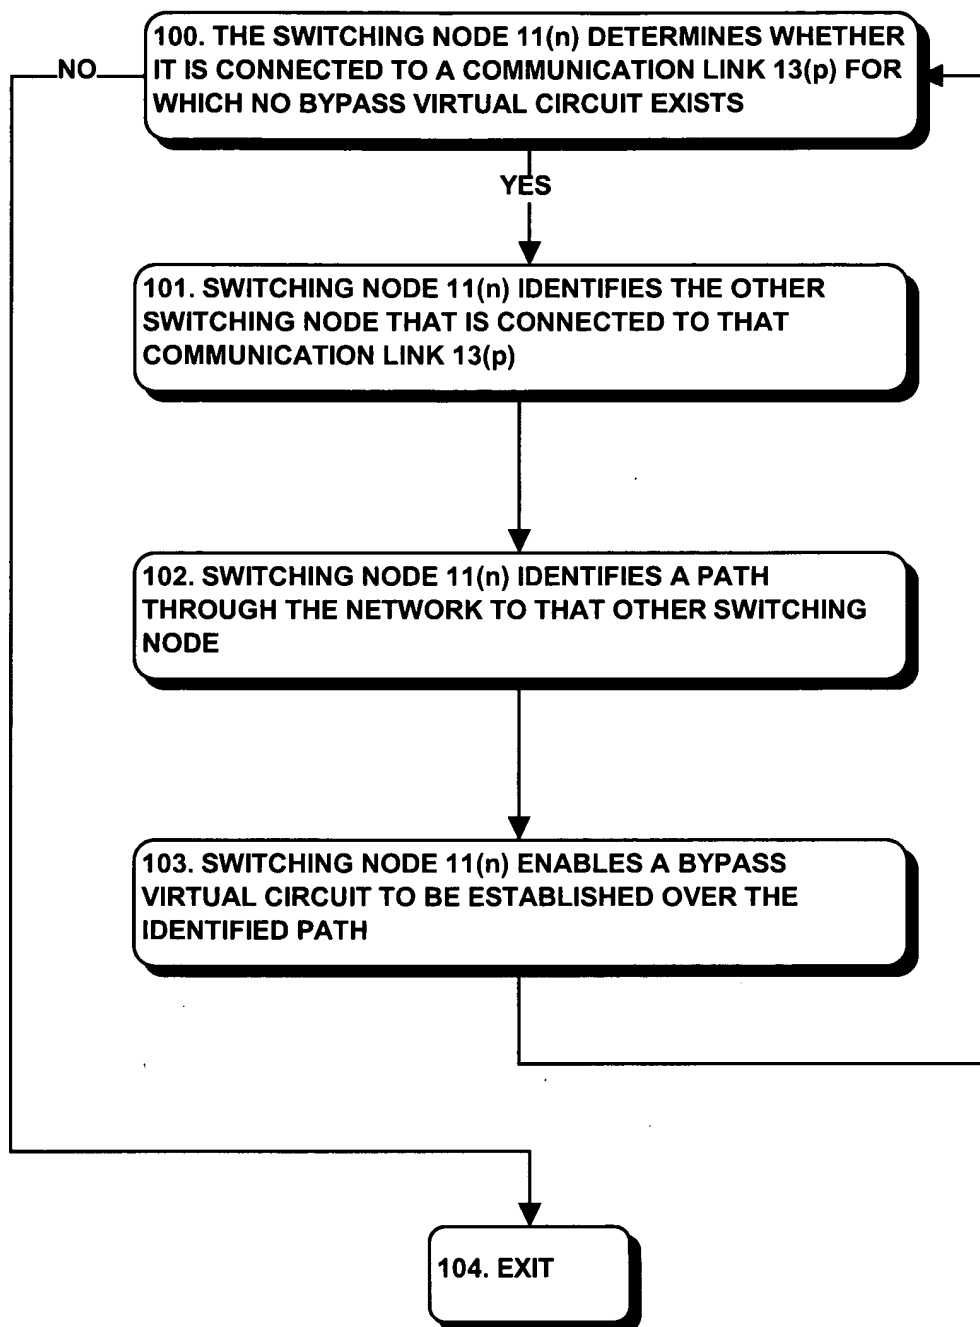 100. THE SWITCHING NODE 11(n) DETERMINES WHETHER
IT IS CONNECTED TO A COMMUNICATION LINK 13(p) FOR
WHICH NO BYPASS VIRTUAL CIRCUIT EXISTS
NO
YES
101. SWITCHING NODE 11(n) IDENTIFIES THE OTHER
SWITCHING NODE THAT IS CONNECTED TO THAT
COMMUNICATION LINK 13(p)
102. SWITCHING NODE 11(n) IDENTIFIES A PATH
THROUGH THE NETWORK TO THAT OTHER SWITCHING
NODE
103. SWITCHING NODE 11(n) ENABLES A BYPASS
VIRTUAL CIRCUIT TO BE ESTABLISHED OVER THE
IDENTIFIED PATH
104. EXIT